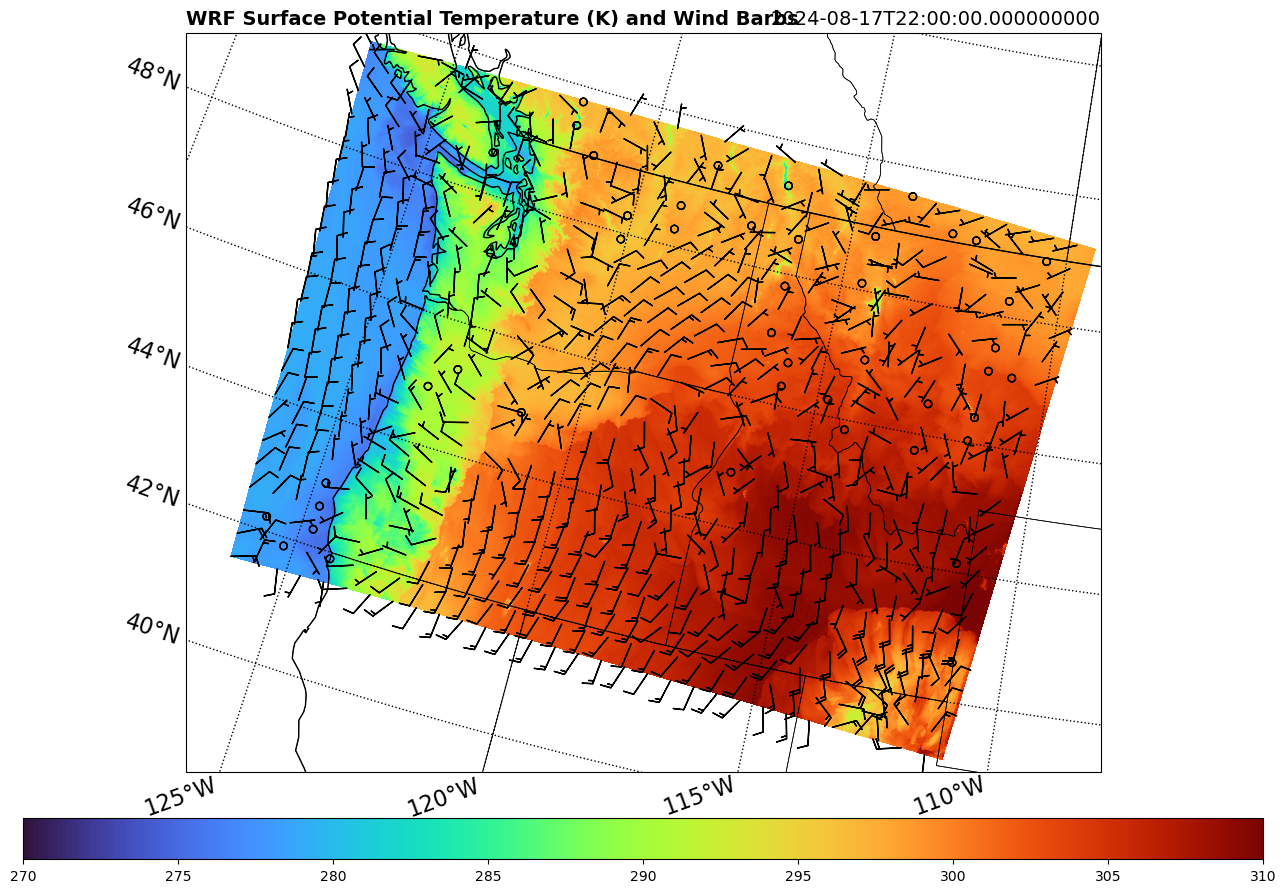 WRF Surface Potential Temperature (K) and Wind Barbs
2024-08-17T22:00:00.000000000
48°N
46°N
44°N
42°N
40°N
125°W
120°W
115°W
110°W
270 275 280 285 290 295 300 305 310